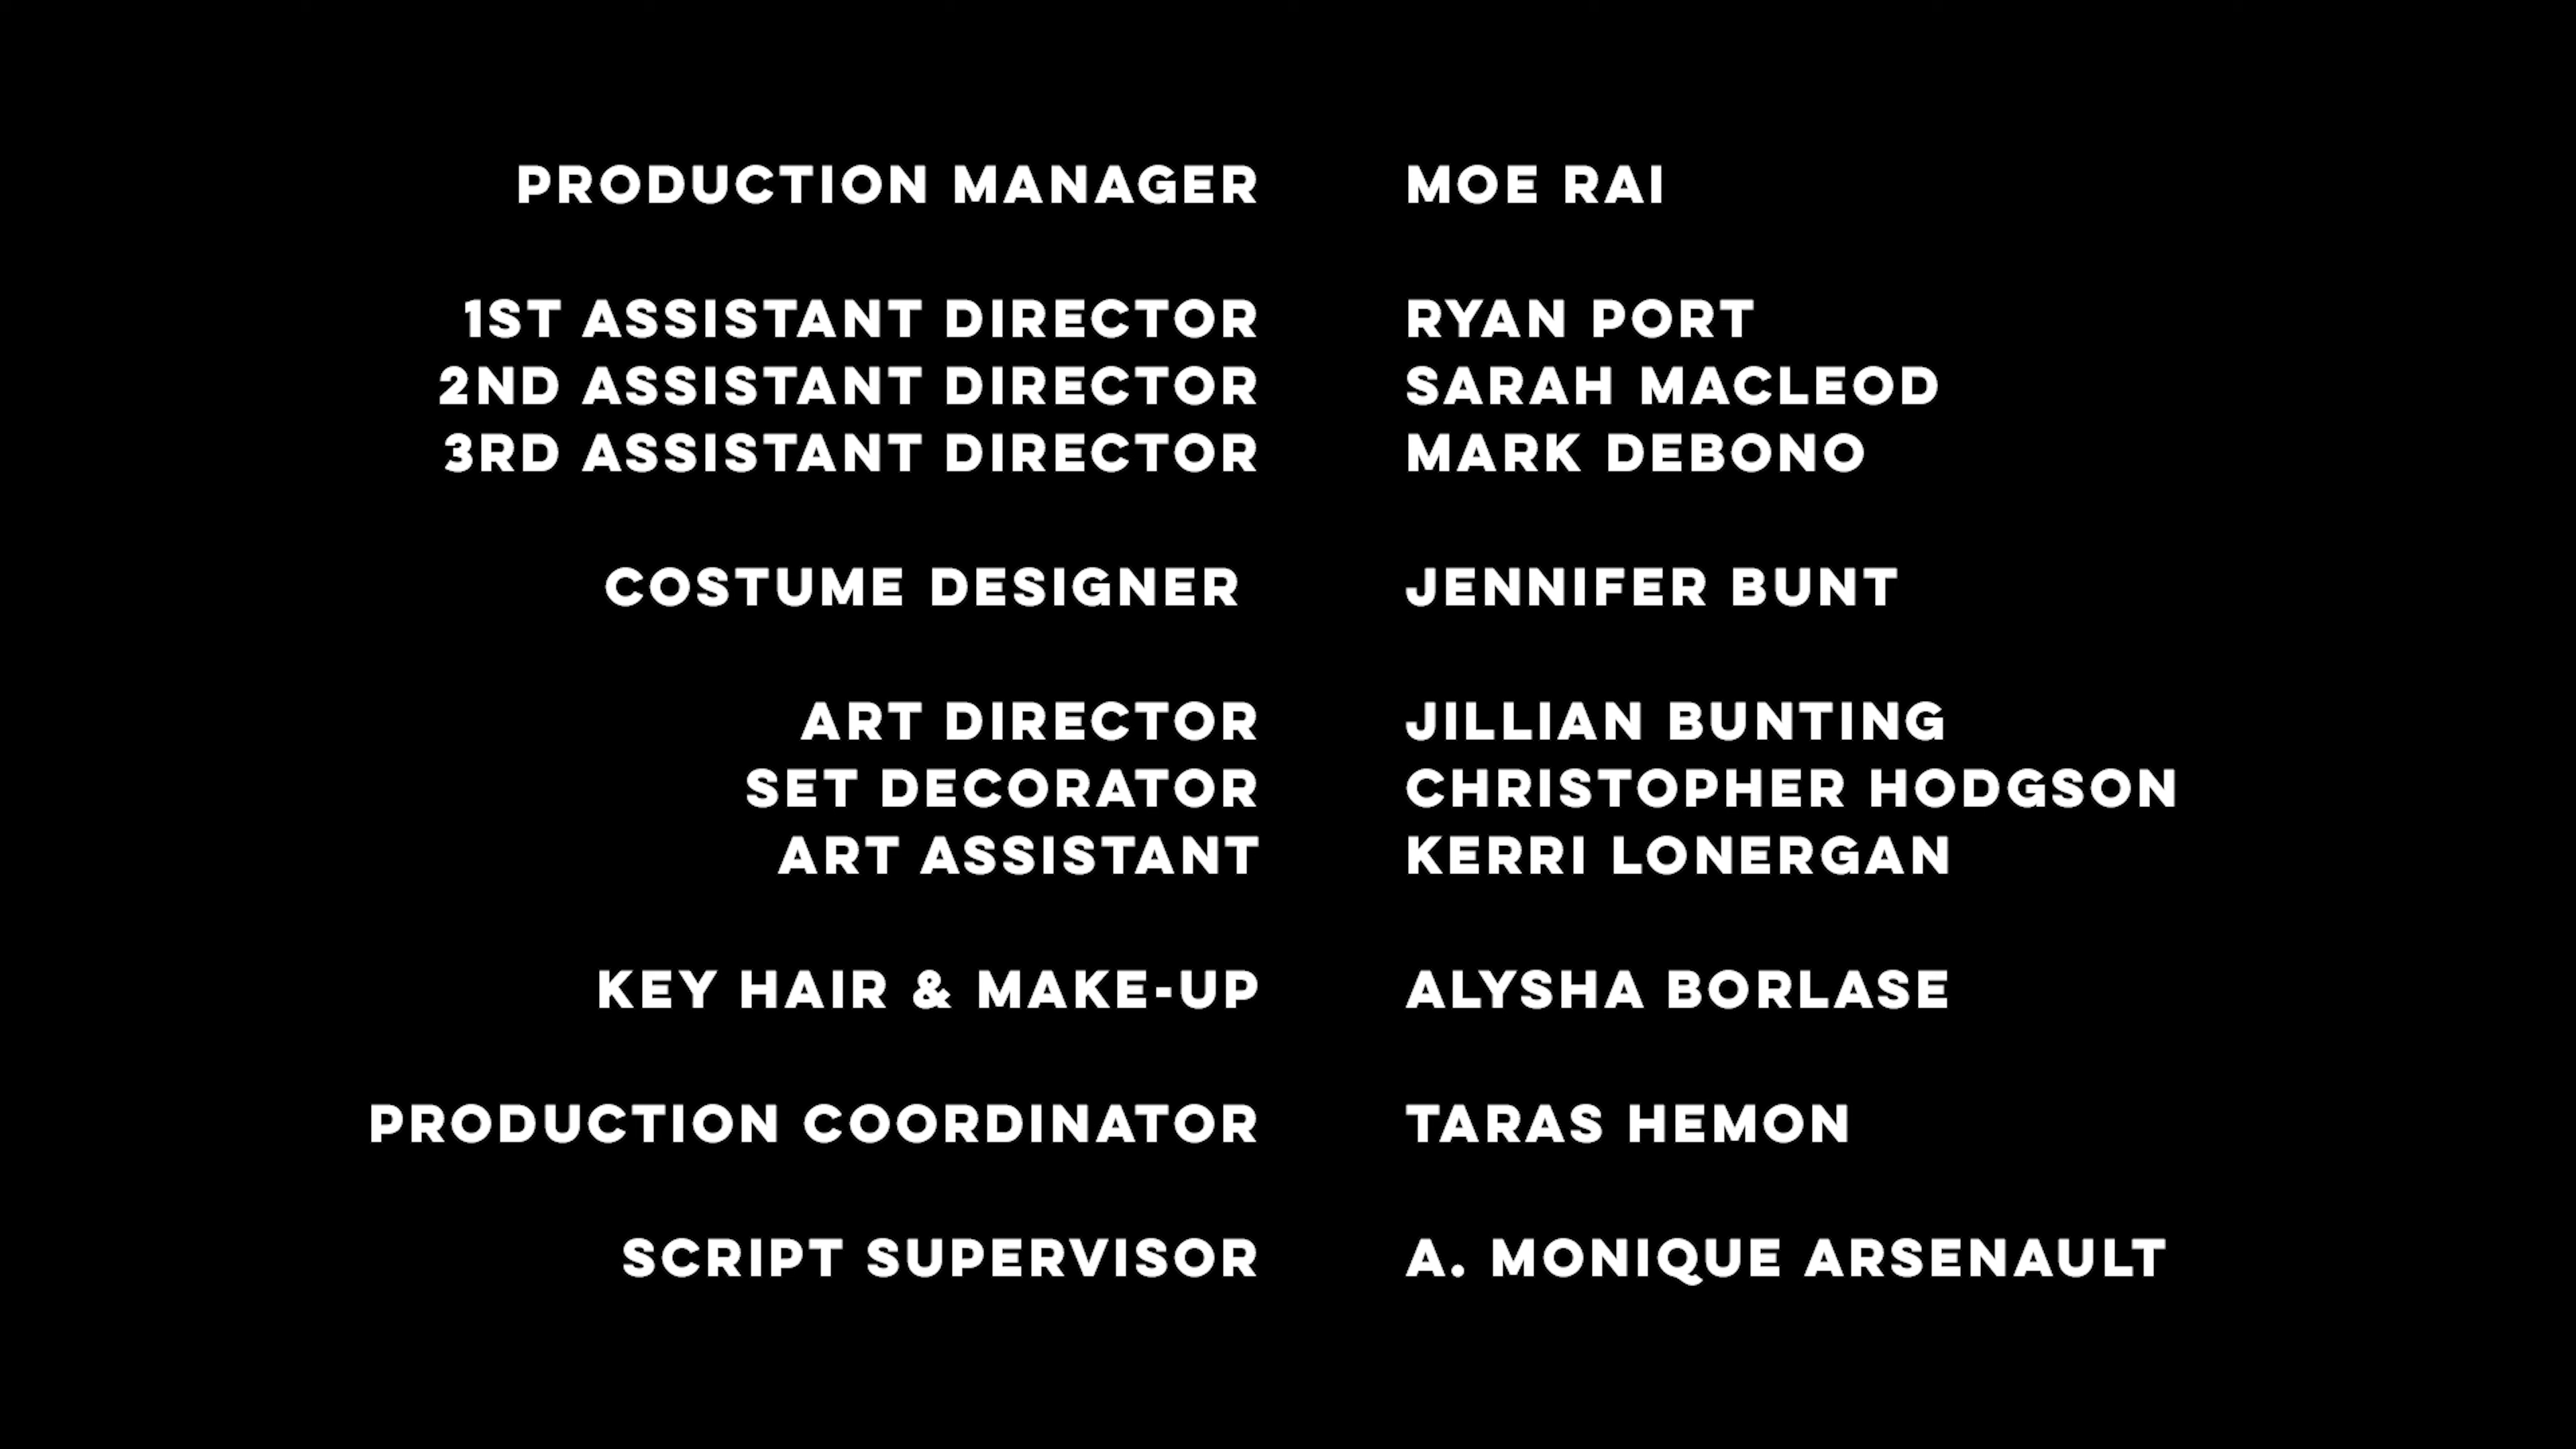 PRODUCTION MANAGER MOE RAI
1ST ASSISTANT DIRECTOR RYAN PORT
2ND ASSISTANT DIRECTOR SARAH MACLEOD
3RD ASSISTANT DIRECTOR MARK DEBONO
COSTUME DESIGNER JENNIFER BUNT
ART DIRECTOR JILLIAN BUNTING
SET DECORATOR CHRISTOPHER HODGSON
ART ASSISTANT KERRI LONERGAN
KEY HAIR & MAKE-UP ALYSHA BORLASE
PRODUCTION COORDINATOR TARAS HEMON
SCRIPT SUPERVISOR A. MONIQUE ARSENAULT